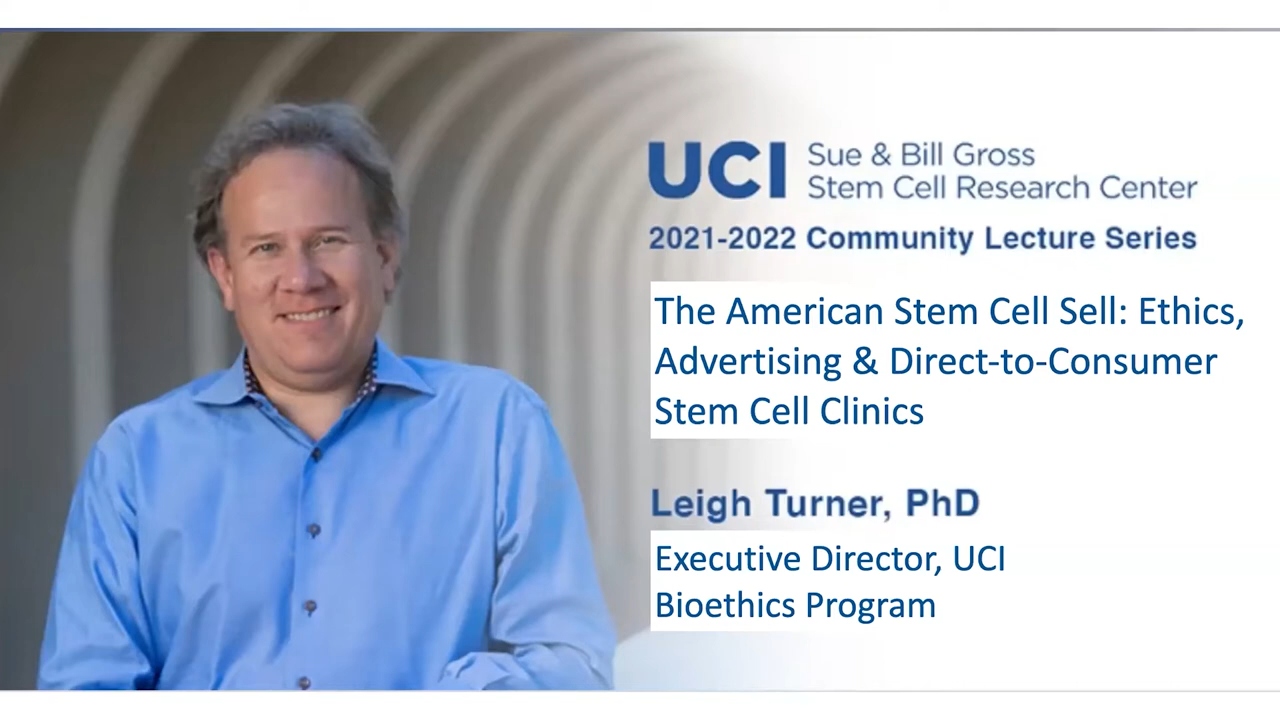 UCI Sue & Bill Gross
Stem Cell Research Center
2021-2022 Community Lecture Series
The American Stem Cell Sell: Ethics,
Advertising & Direct-to-Consumer
Stem Cell Clinics
Leigh Turner, PhD
Executive Director, UCI
Bioethics Program